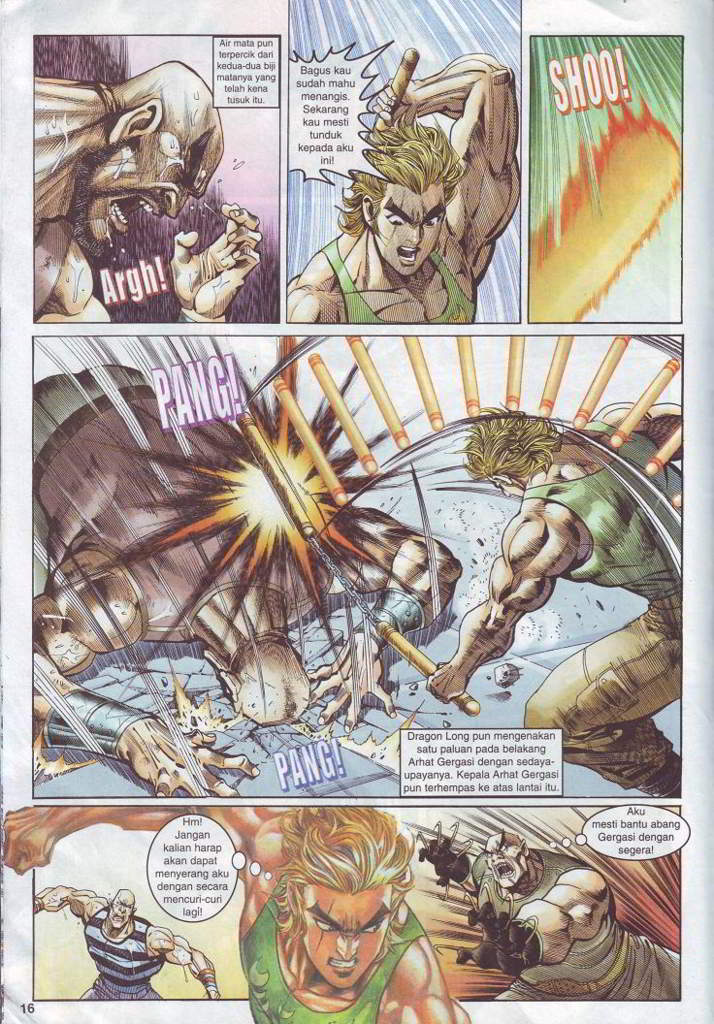 Air mata pun
terpercik dari
kedua-dua biji
matanya yang
telah kena
tusuk itu.
Argh!
Bagus kau
sudah mahu
menangis.
Sekarang
kau mesti
tunduk
kepada aku
ini!
SHOO!
PANG!
PANG!
Dragon Long pun mengenakan
satu paluan pada belakang
Arhat Gergasi dengan sedaya-
upayanya. Kepala Arhat Gergasi
pun terhempas ke atas lantai itu.
Hm!
Jangan
kalian harap
akan dapat
menyerang aku
dengan secara
mencuri-curi
lagi!
Aku
mesti bantu abang
Gergasi dengan
segera!
16